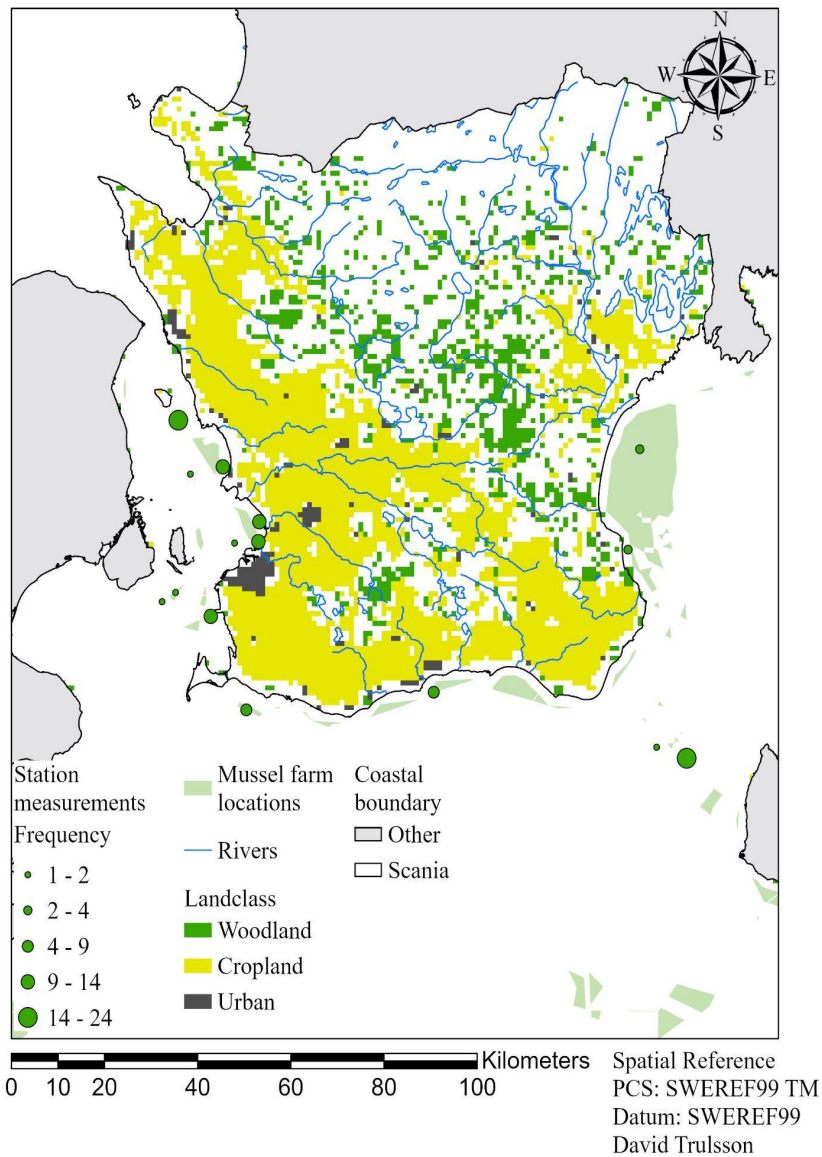 N
W E
S
Station
measurements
Frequency
1 - 2
2 - 4
4 - 9
9 - 14
14 - 24
Mussel farm
locations
Rivers
Landclass
Woodland
Cropland
Urban
Coastal
boundary
Other
Scania
Kilometers
0 10 20 40 60 80 100
Spatial Reference
PCS: SWEREF99 TM
Datum: SWEREF99
David Trulsson